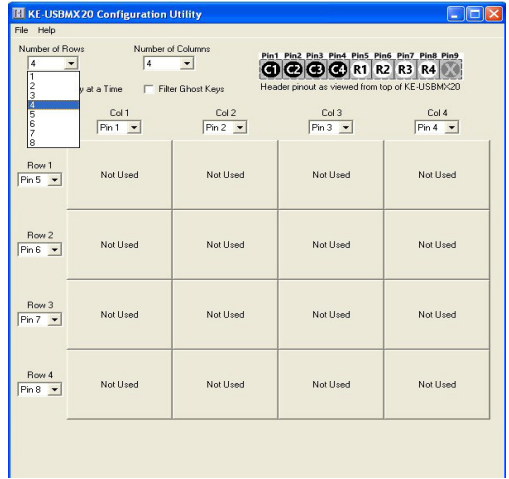 KE-USBMX20 Configuration Utility
File Help
Number of Rows Number of Columns
4 4
Pin1 Pin2 Pin3 Pin4 Pin5 Pin6 Pin7 Pin8 Pin9
C1 C2 C3 C4 R1 R2 R3 R4 X
Header pinout as viewed from top of KE-USBMX20
1
2
3
4
5
6
7
8
at a Time Filter Ghost Keys
Col 1 Col 2 Col 3 Col 4
Pin 1 Pin 2 Pin 3 Pin 4
Row 1
Pin 5 Not Used Not Used Not Used Not Used
Row 2
Pin 6 Not Used Not Used Not Used Not Used
Row 3
Pin 7 Not Used Not Used Not Used Not Used
Row 4
Pin 8 Not Used Not Used Not Used Not Used